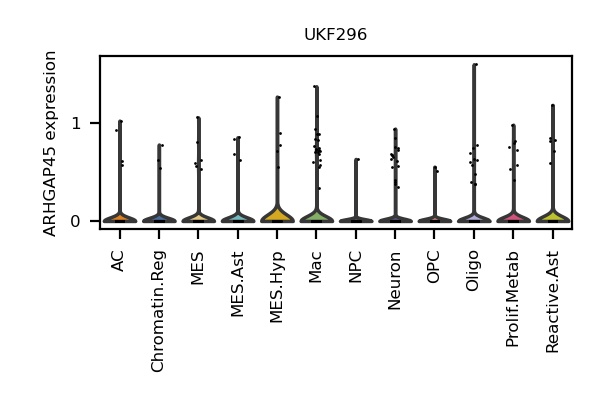 UKF296
ARHGAP45 expression
1
0
AC
Chromatin.Reg
MES
MES.Ast
MES.Hyp
Mac
NPC
Neuron
OPC
Oligo
Prolif.Metab
Reactive.Ast